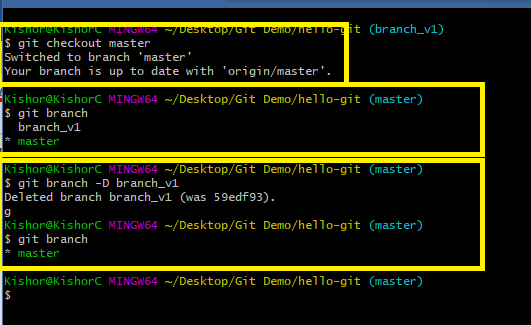 Kishor@KishorC MINGW64 ~/Desktop/Git Demo/hello-git (branch_v1)
$ git checkout master
Switched to branch 'master'
Your branch is up to date with 'origin/master'.
Kishor@KishorC MINGW64 ~/Desktop/Git Demo/hello-git (master)
$ git branch
  branch_v1
* master
Kishor@KishorC MINGW64 ~/Desktop/Git Demo/hello-git (master)
$ git branch -D branch_v1
Deleted branch branch_v1 (was 59edf93).
g
Kishor@KishorC MINGW64 ~/Desktop/Git Demo/hello-git (master)
$ git branch
* master
Kishor@KishorC MINGW64 ~/Desktop/Git Demo/hello-git (master)
$